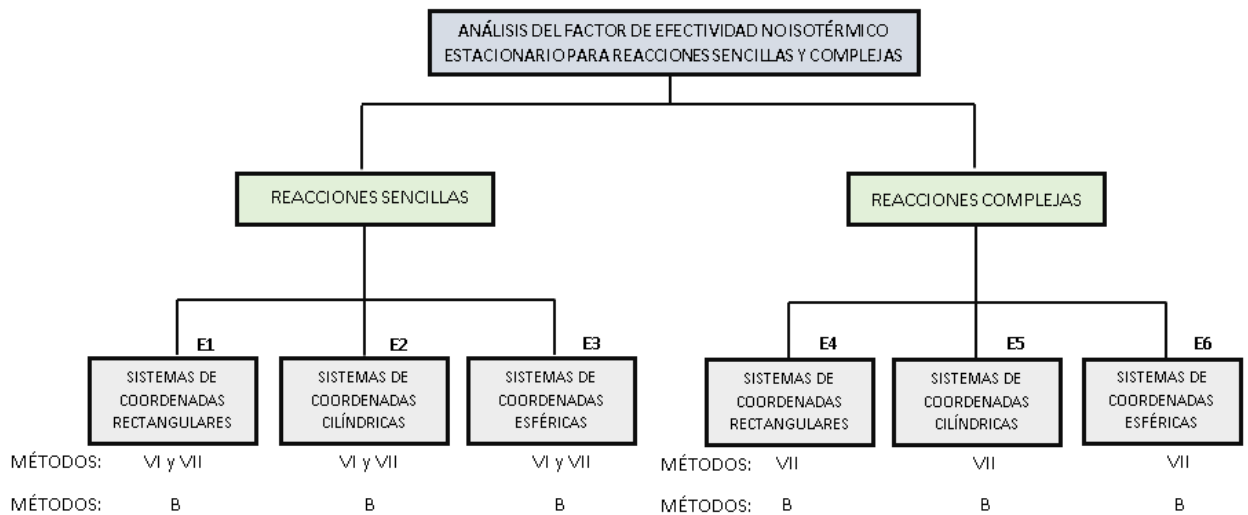 ANÁLISIS DEL FACTOR DE EFECTIVIDAD NO ISOTÉRMICO
ESTACIONARIO PARA REACCIONES SENCILLAS Y COMPLEJAS
REACCIONES SENCILLAS
REACCIONES COMPLEJAS
E1
SISTEMAS DE
COORDENADAS
RECTANGULARES
E2
SISTEMAS DE
COORDENADAS
CILÍNDRICAS
E3
SISTEMAS DE
COORDENADAS
ESFÉRICAS
E4
SISTEMAS DE
COORDENADAS
RECTANGULARES
E5
SISTEMAS DE
COORDENADAS
CILÍNDRICAS
E6
SISTEMAS DE
COORDENADAS
ESFÉRICAS
MÉTODOS: VI y VII VI y VII VI y VII
MÉTODOS: B B B
MÉTODOS: VII VII VII
MÉTODOS: B B B